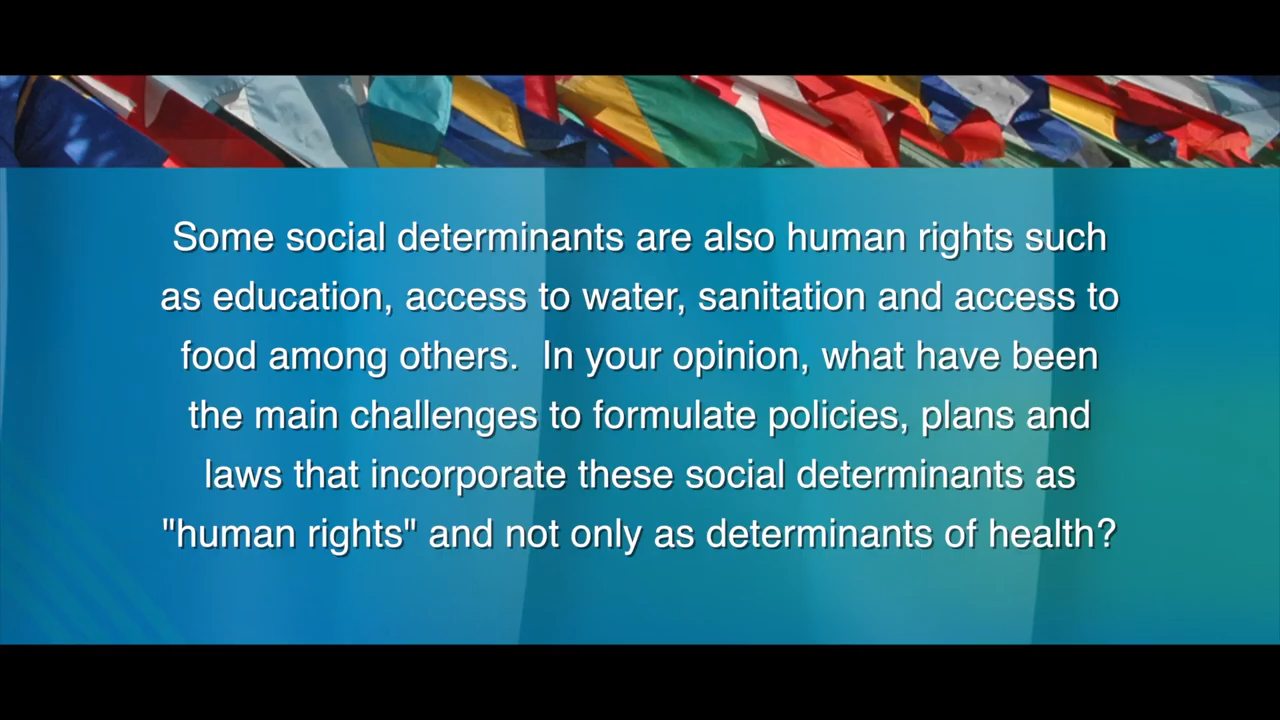 Some social determinants are also human rights such
as education, access to water, sanitation and access to
food among others.  In your opinion, what have been
the main challenges to formulate policies, plans and
laws that incorporate these social determinants as
"human rights" and not only as determinants of health?